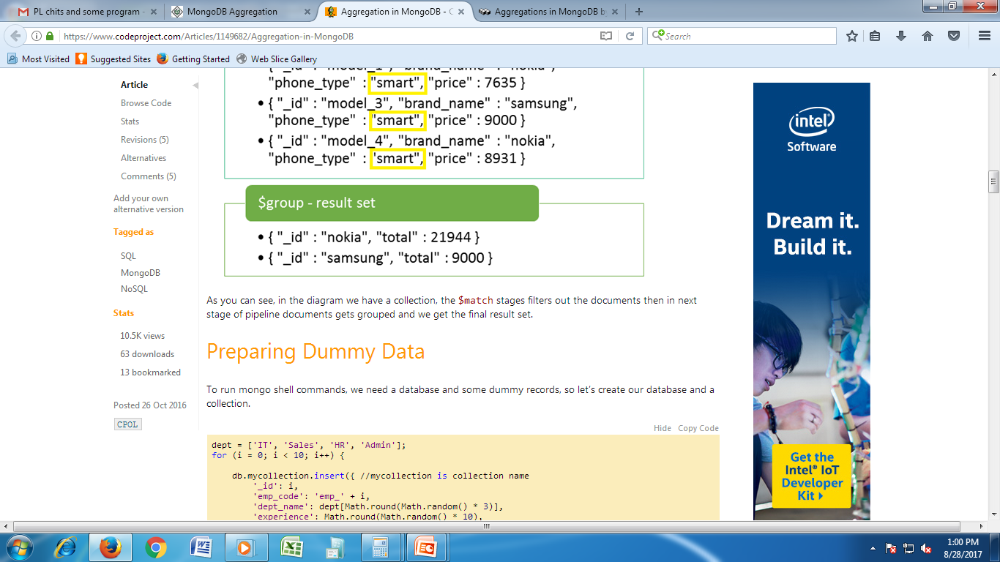 PL chits and some program -
MongoDB Aggregation
Aggregation in MongoDB - C
Aggregations in MongoDB by
https://www.codeproject.com/Articles/1149682/Aggregation-in-MongoDB
Search
Most Visited
Suggested Sites
Getting Started
Web Slice Gallery
Article
Browse Code
Stats
Revisions (5)
Alternatives
Comments (5)
Add your own
alternative version
Tagged as
SQL
MongoDB
NoSQL
Stats
10.5K views
63 downloads
13 bookmarked
Posted 26 Oct 2016
CPOL
{ "_id" : "model_1", "brand_name" : "nokia",
"phone_type" : "smart", "price" : 7635 }
• { "_id" : "model_3", "brand_name" : "samsung",
"phone_type" : "smart", "price" : 9000 }
• { "_id" : "model_4", "brand_name" : "nokia",
"phone_type" : "smart", "price" : 8931 }
$group - result set
• { "_id" : "nokia", "total" : 21944 }
• { "_id" : "samsung", "total" : 9000 }
As you can see, in the diagram we have a collection, the $match stages filters out the documents then in next
stage of pipeline documents gets grouped and we get the final result set.
Preparing Dummy Data
To run mongo shell commands, we need a database and some dummy records, so let's create our database and a
collection.
Hide Copy Code
dept = ['IT', 'Sales', 'HR', 'Admin'];
for (i = 0; i < 10; i++) {
db.mycollection.insert({ //mycollection is collection name
'_id': i,
'emp_code': 'emp_' + i,
'dept_name': dept[Math.round(Math.random() * 3)],
'experience': Math.round(Math.random() * 10),
intel
Software
Dream it.
Build it.
Get the
Intel® IoT
Developer
Kit
1:00 PM
8/28/2017